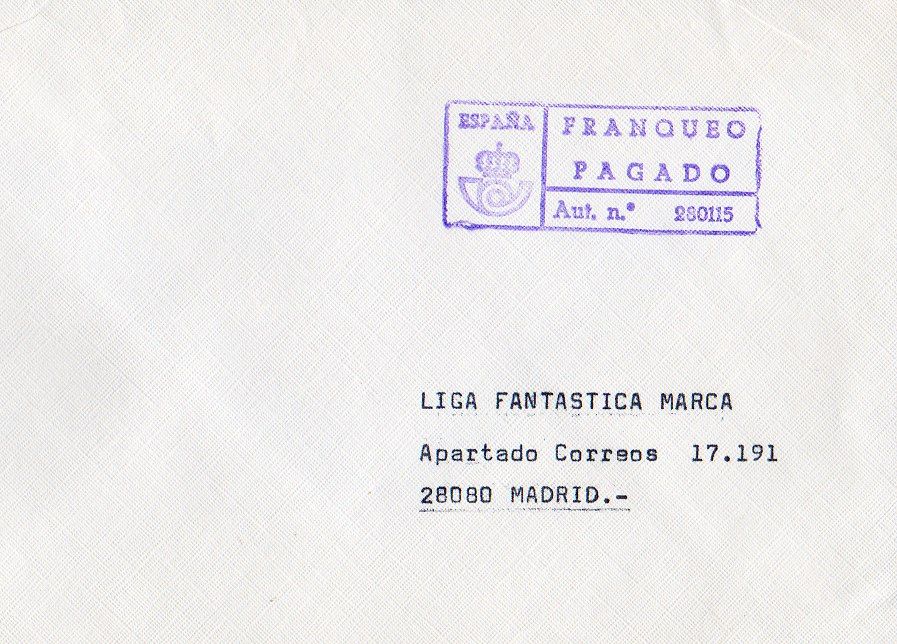 ESPAÑA
FRANQUEO
PAGADO
Aut. n.º 280115
LIGA FANTASTICA MARCA
Apartado Correos 17.191
28080 MADRID.-